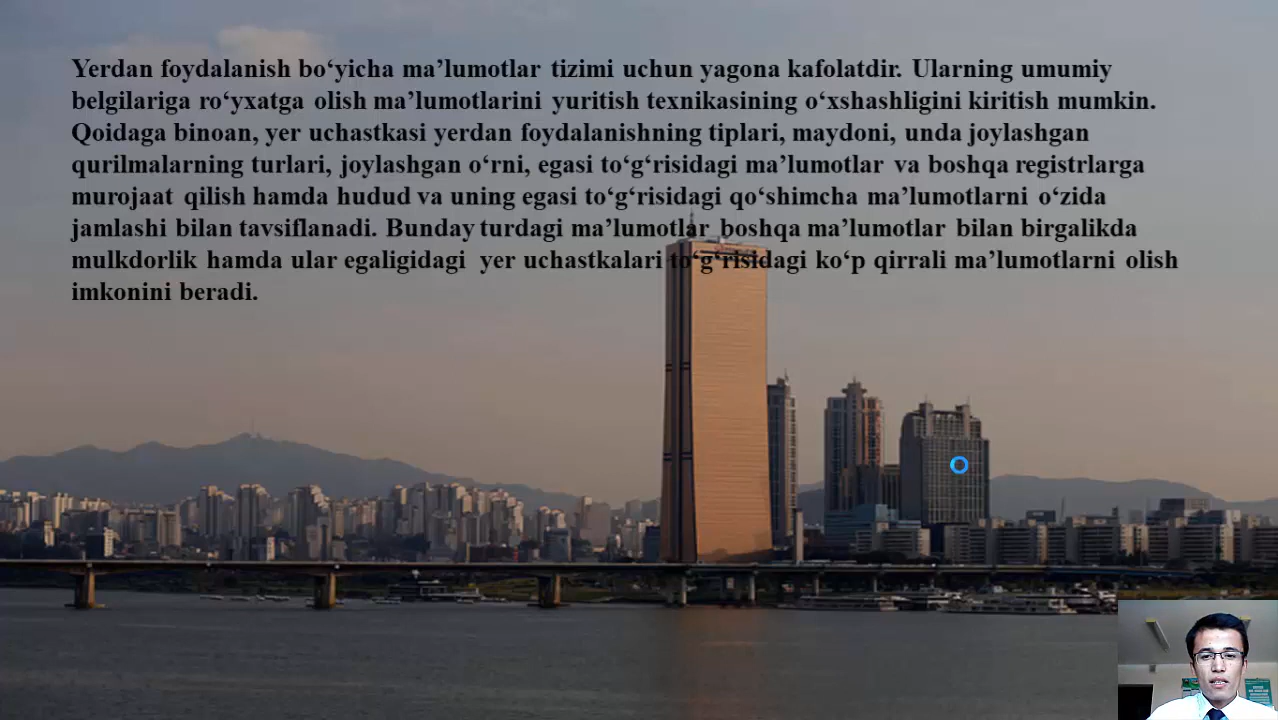 Yerdan foydalanish bo‘yicha ma’lumotlar tizimi uchun yagona kafolatdir. Ularning umumiy
belgilariga ro‘yxatga olish ma’lumotlarini yuritish texnikasining o‘xshashligini kiritish mumkin.
Qoidaga binoan, yer uchastkasi yerdan foydalanishning tiplari, maydoni, unda joylashgan
qurilmalarning turlari, joylashgan o‘rni, egasi to‘g‘risidagi ma’lumotlar va boshqa registrlarga
murojaat qilish hamda hudud va uning egasi to‘g‘risidagi qo‘shimcha ma’lumotlarni o‘zida
jamlashi bilan tavsiflanadi. Bunday turdagi ma’lumotlar boshqa ma’lumotlar bilan birgalikda
mulkdorlik hamda ular egaligidagi yer uchastkalari to‘g‘risidagi ko‘p qirrali ma’lumotlarni olish
imkonini beradi.